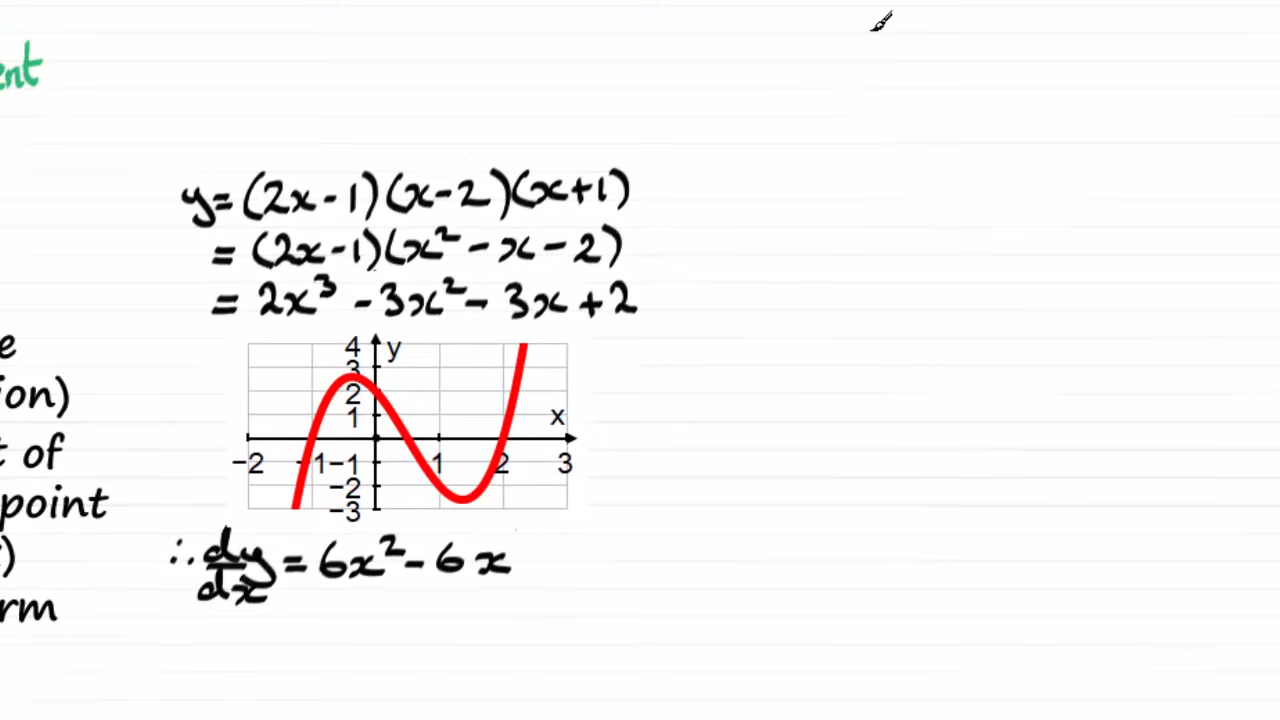 ent
y = (2x - 1)(x - 2)(x + 1)
= (2x - 1)(x² - x - 2)
= 2x³ - 3x² - 3x + 2
e
ion)
t of
point
)
rm
4 y
3
2
1
x
-2 -1 1 2 3
-1
-2
-3
∴ dy/dx = 6x² - 6x